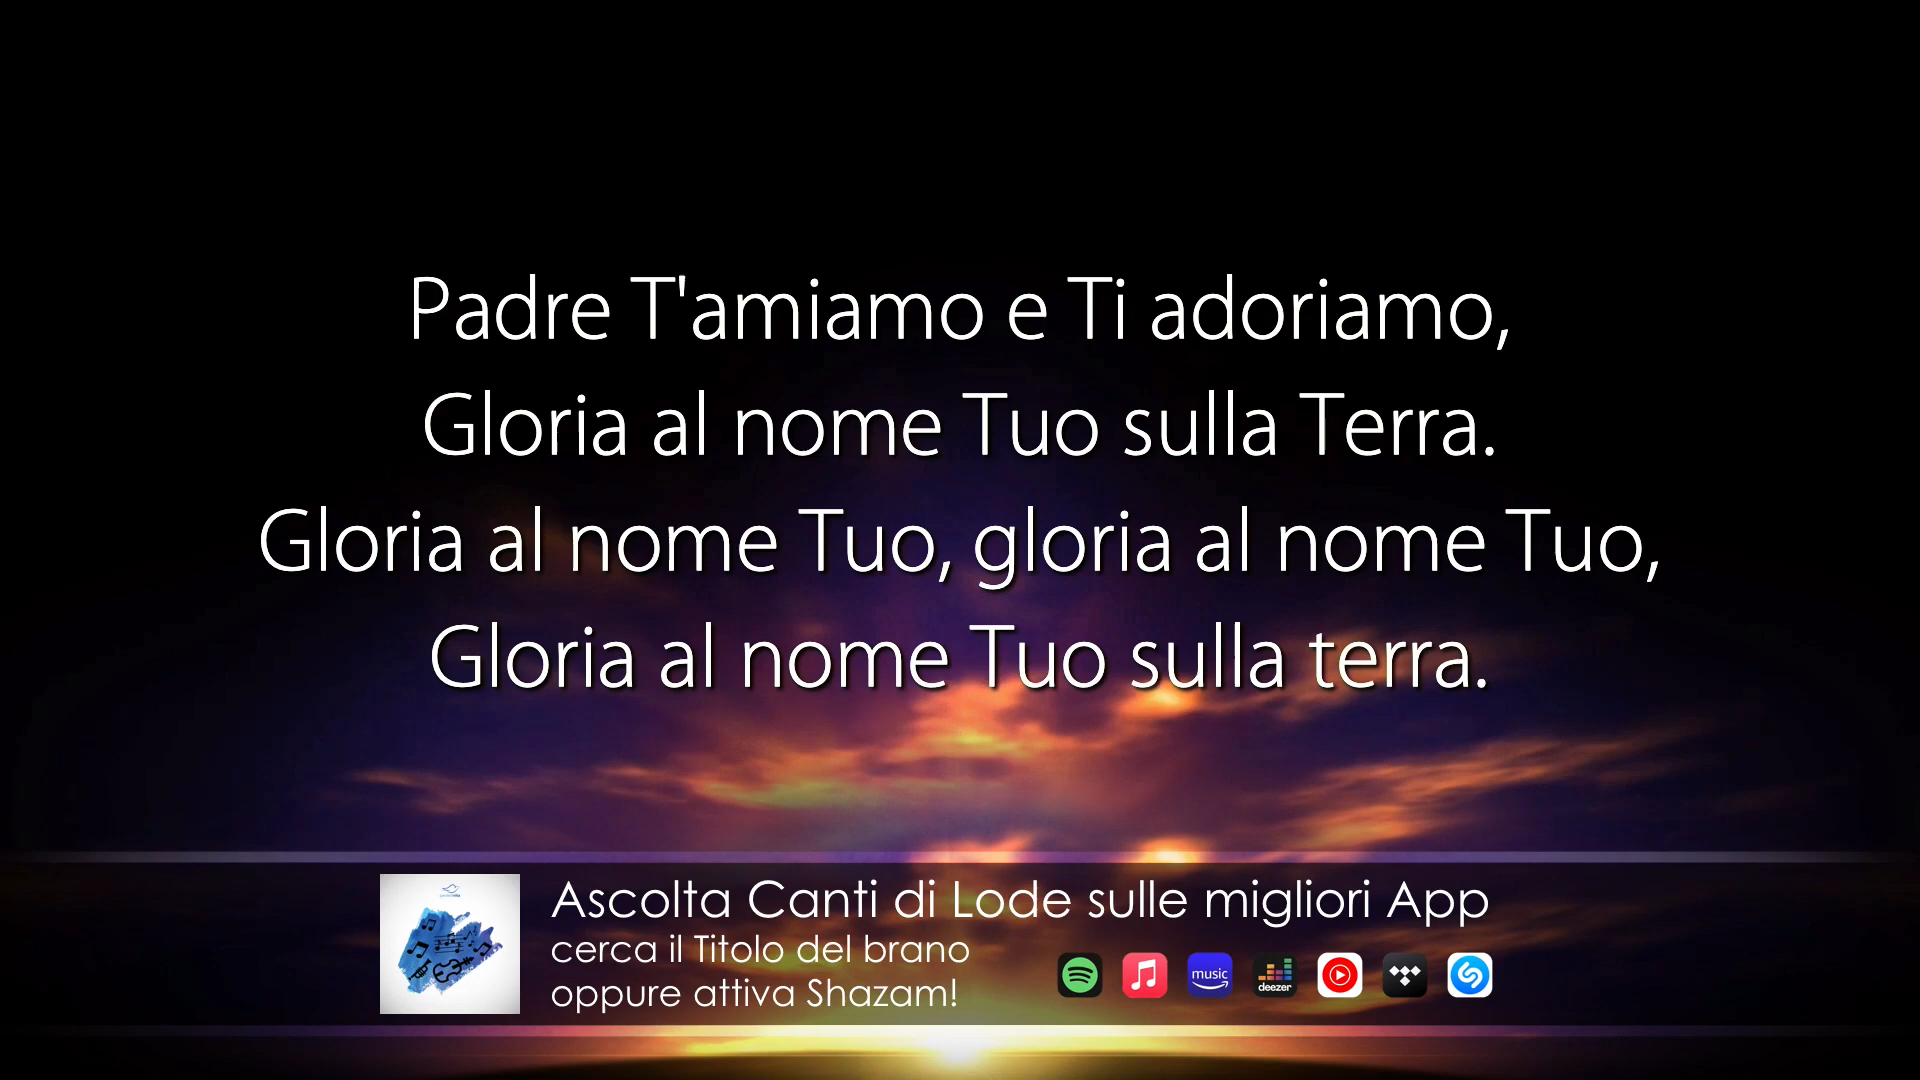 Padre T'amiamo e Ti adoriamo,
Gloria al nome Tuo sulla Terra.
Gloria al nome Tuo, gloria al nome Tuo,
Gloria al nome Tuo sulla terra.
Ascolta Canti di Lode sulle migliori App
cerca il Titolo del brano
oppure attiva Shazam!
music
deezer